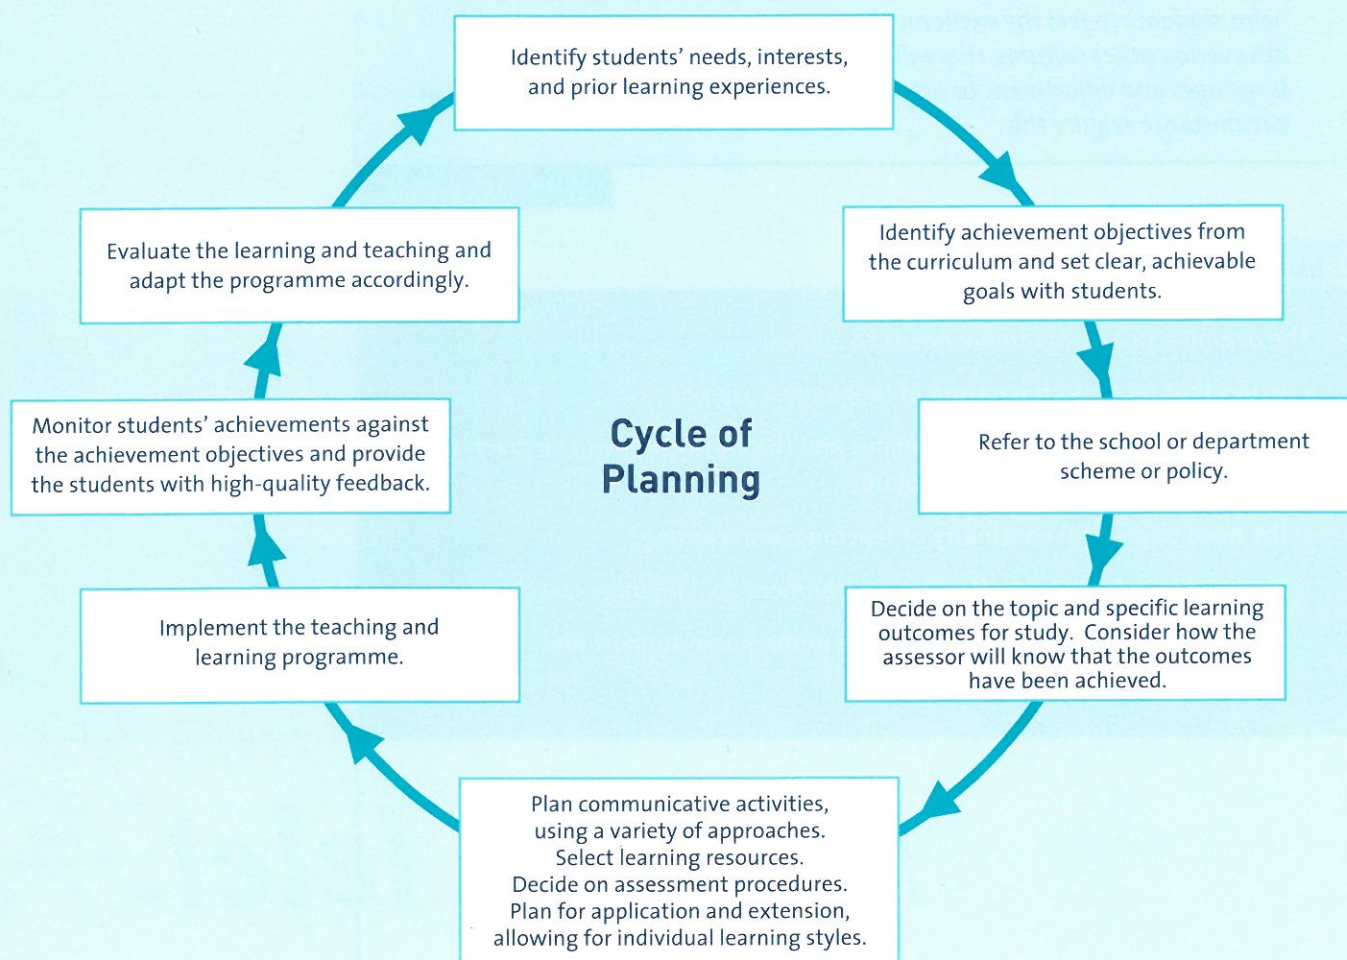 Identify students’ needs, interests,
and prior learning experiences.
Identify achievement objectives from
the curriculum and set clear, achievable
goals with students.
Refer to the school or department
scheme or policy.
Decide on the topic and specific learning
outcomes for study. Consider how the
assessor will know that the outcomes
have been achieved.
Plan communicative activities,
using a variety of approaches.
Select learning resources.
Decide on assessment procedures.
Plan for application and extension,
allowing for individual learning styles.
Implement the teaching and
learning programme.
Monitor students’ achievements against
the achievement objectives and provide
the students with high-quality feedback.
Evaluate the learning and teaching and
adapt the programme accordingly.
Cycle of
Planning